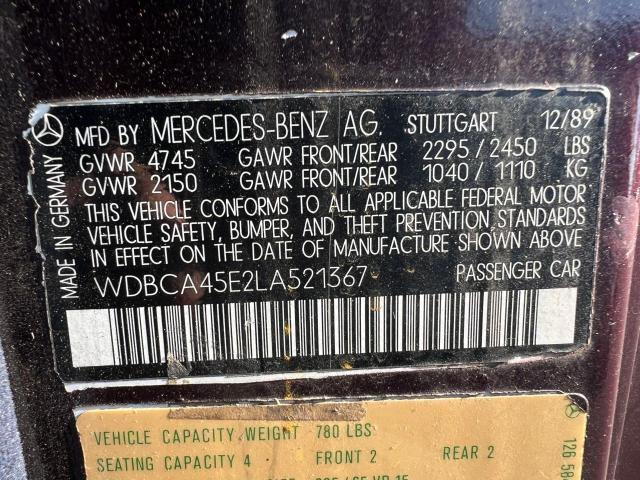 MADE IN GERMANY
MFD BY MERCEDES-BENZ AG. STUTTGART 12/89
GVWR 4745 GAWR FRONT/REAR 2295/2450 LBS
GVWR 2150 GAWR FRONT/REAR 1040/1110 KG
THIS VEHICLE CONFORMS TO ALL APPLICABLE FEDERAL MOTOR
VEHICLE SAFETY, BUMPER, AND THEFT PREVENTION STANDARDS
IN EFFECT ON THE DATE OF MANUFACTURE SHOWN ABOVE
WDBCA45E2LA521367 PASSENGER CAR
VEHICLE CAPACITY WEIGHT 780 LBS
SEATING CAPACITY 4 FRONT 2 REAR 2
126 58